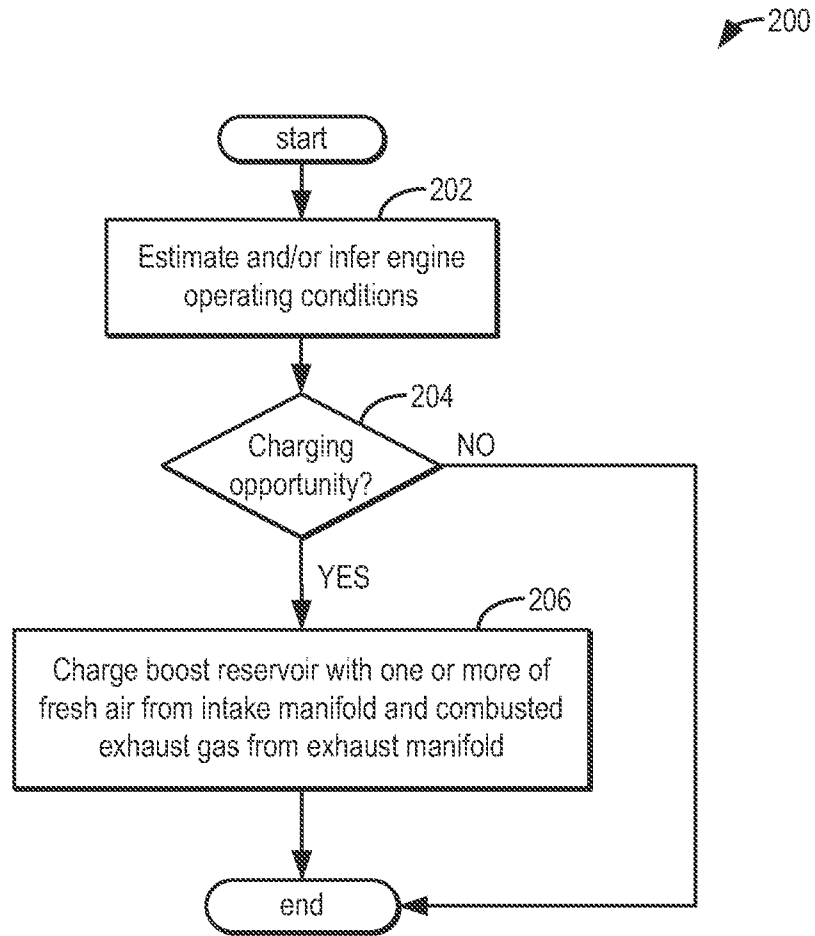 200
start
202
Estimate and/or infer engine
operating conditions
204
Charging
opportunity?
NO
YES
206
Charge boost reservoir with one or more of
fresh air from intake manifold and combusted
exhaust gas from exhaust manifold
end